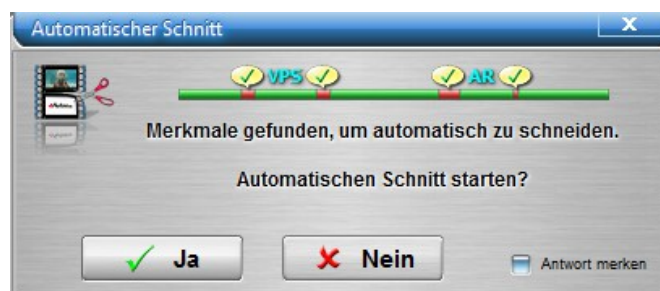 Automatischer Schnitt
X
VPS AR
Merkmale gefunden, um automatisch zu schneiden.
Automatischen Schnitt starten?
Ja Nein Antwort merken